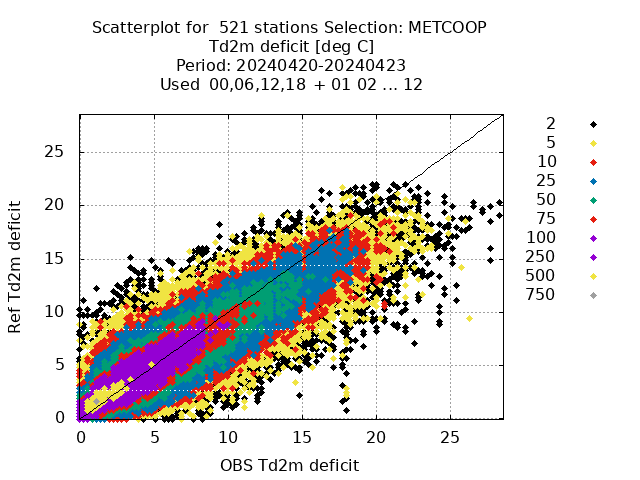 Scatterplot for  521 stations Selection: METCOOP
Td2m deficit [deg C]
Period: 20240420-20240423
Used  00,06,12,18 + 01 02 ... 12
2
5
10
25
50
75
100
250
500
750
Ref Td2m deficit
25
20
15
10
5
0
0 5 10 15 20 25
OBS Td2m deficit